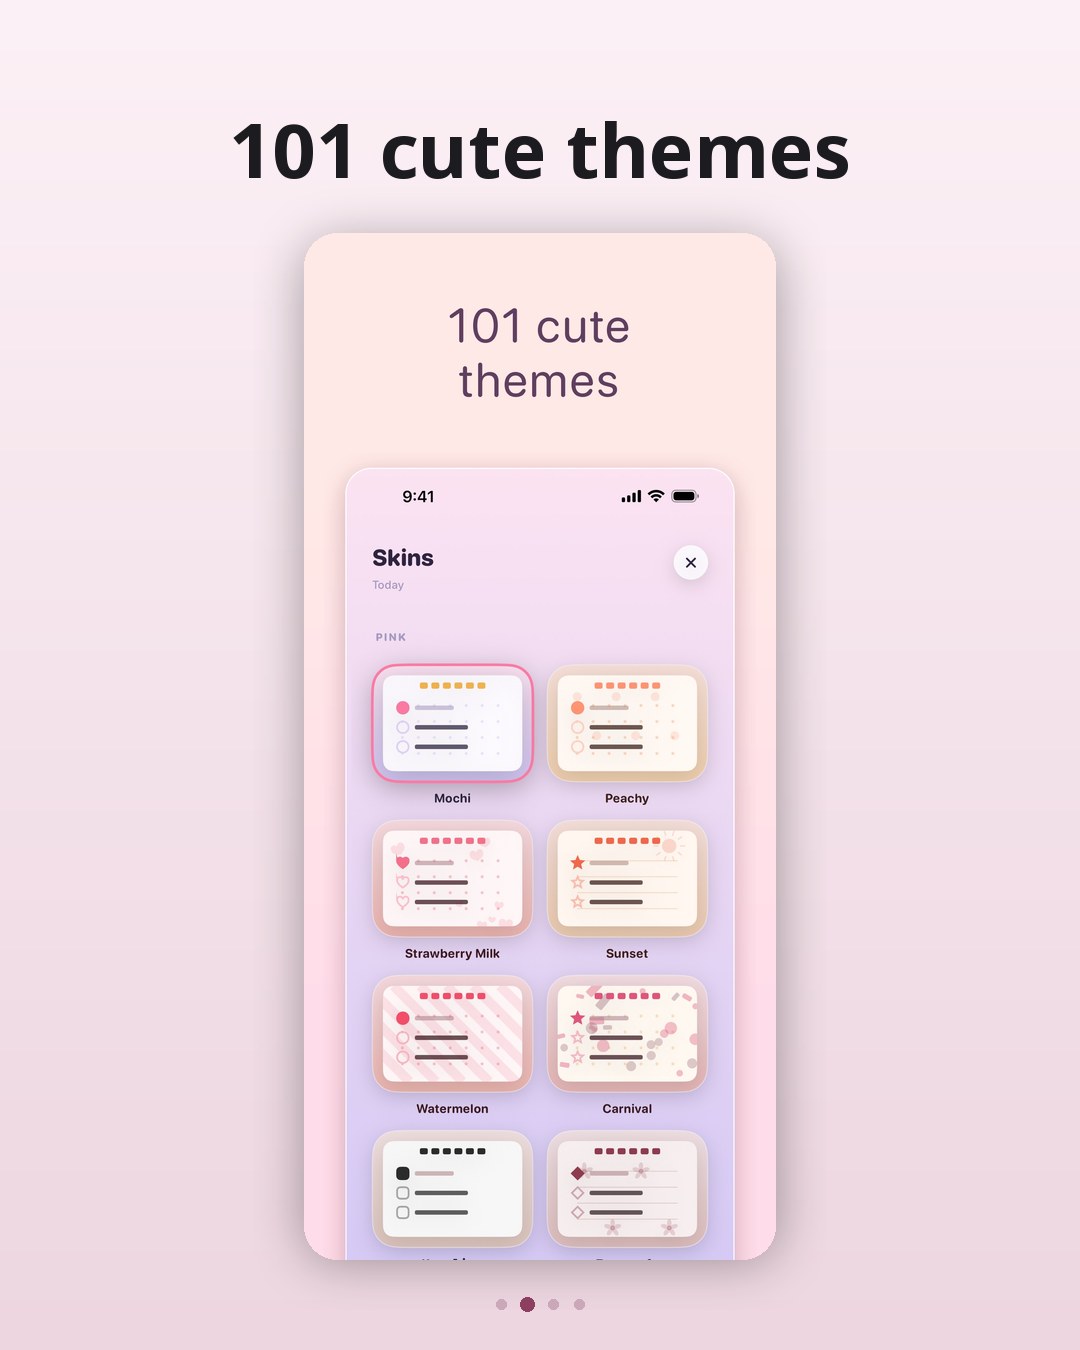 101 cute themes
101 cute
themes
9:41
Skins
Today
PINK
Mochi
Peachy
Strawberry Milk
Sunset
Watermelon
Carnival